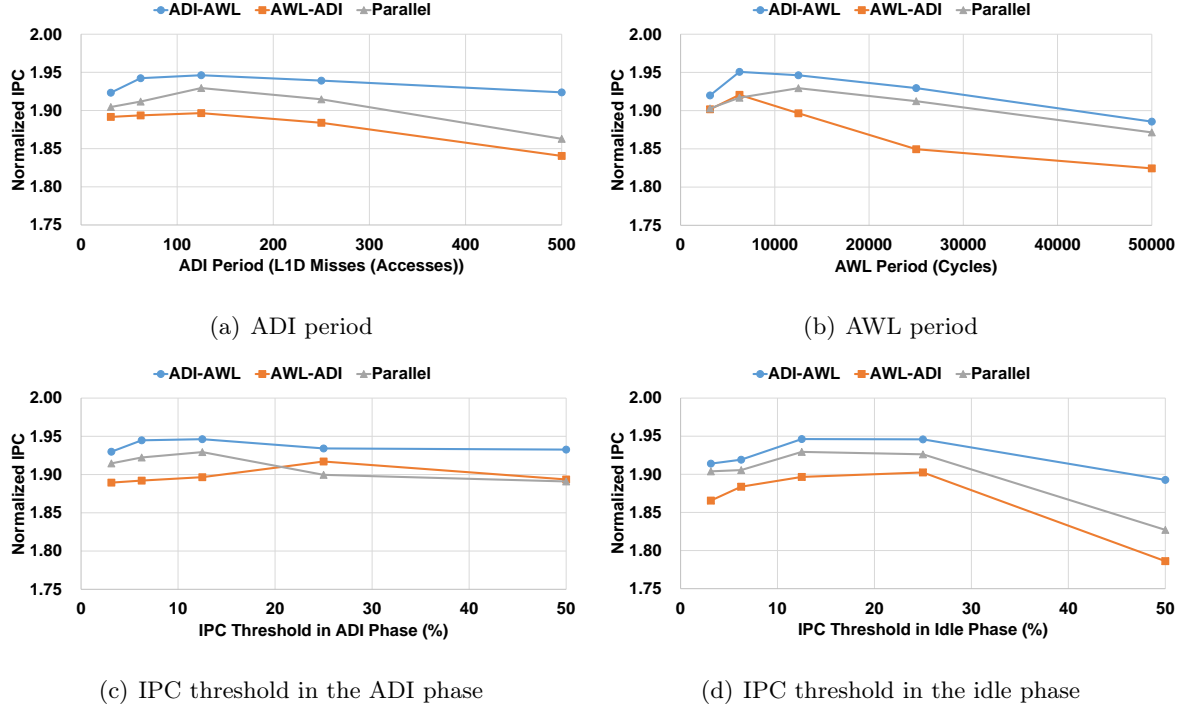 ADI-AWL AWL-ADI Parallel
2.00
1.95
1.90
1.85
1.80
1.75
Normalized IPC
0 100 200 300 400 500
ADI Period (L1D Misses (Accesses))
(a) ADI period
ADI-AWL AWL-ADI Parallel
2.00
1.95
1.90
1.85
1.80
1.75
Normalized IPC
0 10000 20000 30000 40000 50000
AWL Period (Cycles)
(b) AWL period
ADI-AWL AWL-ADI Parallel
2.00
1.95
1.90
1.85
1.80
1.75
Normalized IPC
0 10 20 30 40 50
IPC Threshold in ADI Phase (%)
(c) IPC threshold in the ADI phase
ADI-AWL AWL-ADI Parallel
2.00
1.95
1.90
1.85
1.80
1.75
Normalized IPC
0 10 20 30 40 50
IPC Threshold in Idle Phase (%)
(d) IPC threshold in the idle phase